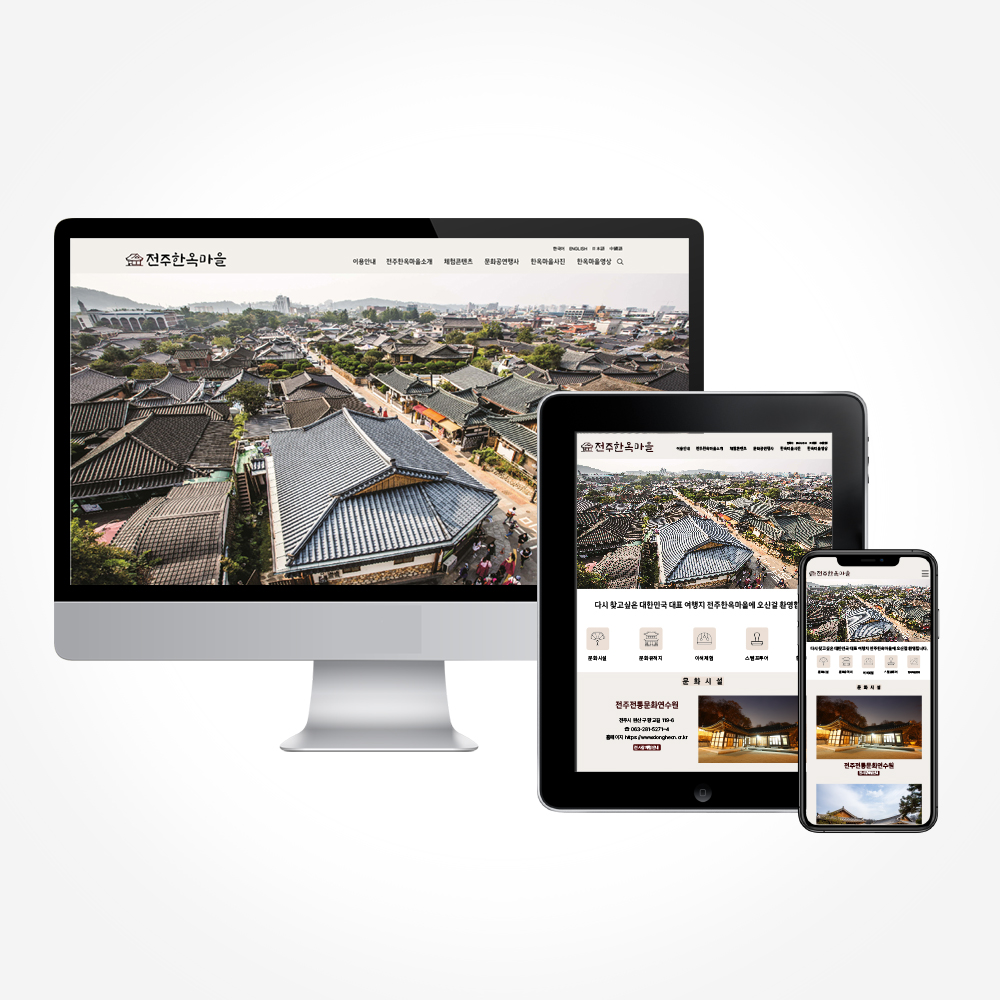 한국어 ENGLISH 日本語 中國語
전주한옥마을
이용안내 전주한옥마을소개 체험콘텐츠 문화공연행사 한옥마을사진 한옥마을영상
전주한옥마을
이용안내 전주한옥마을소개 체험콘텐츠 문화공연행사 한옥마을사진 한옥마을영상
다시 찾고싶은 대한민국 대표 여행지 전주한옥마을에 오신걸 환영합
문화시설 문화유적지 이색체험 스탬프투어
문 화 시 설
전주전통문화연수원
전주시 완산구 향교길 119-6
☎ 063-281-5271~4
홈페이지
전주한옥마을
다시 찾고싶은 대한민국 대표 여행지 전주한옥마을에 오신걸 환영합니다.
문 화 시 설
전주전통문화연수원